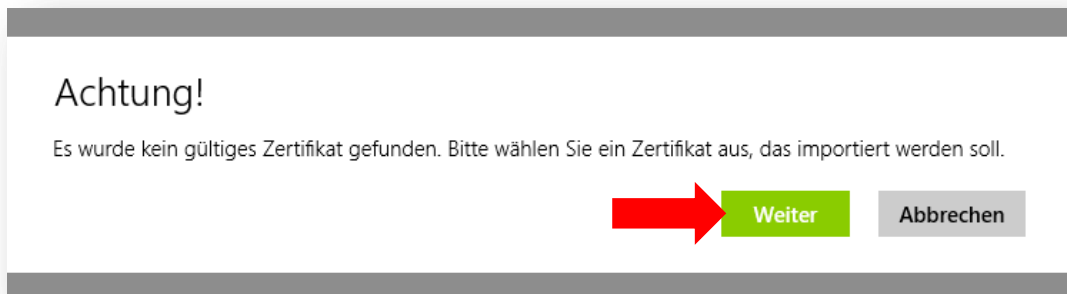 Achtung!
Es wurde kein gültiges Zertifikat gefunden. Bitte wählen Sie ein Zertifikat aus, das importiert werden soll.
Weiter Abbrechen